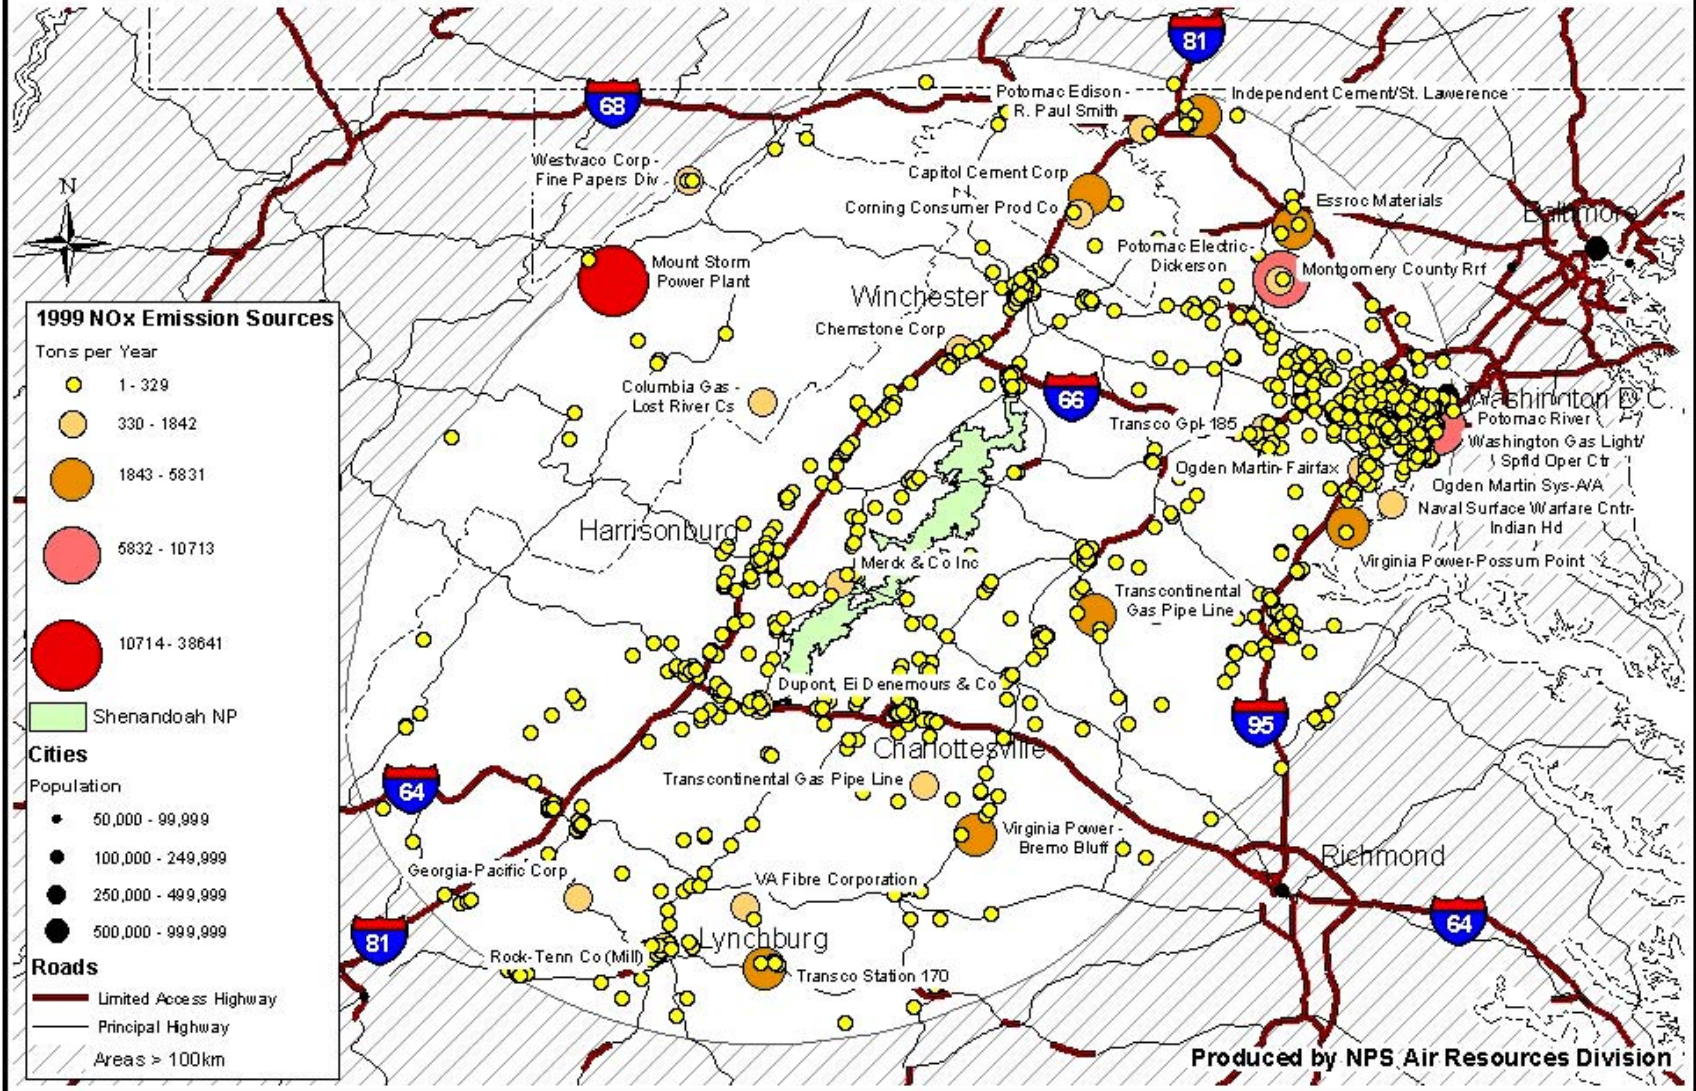 81
68
Potomac Edison -
R. Paul Smith
Independent Cement/St. Lawerence
Westvaco Corp -
Fine Papers Div
Capitol Cement Corp
Corning Consumer Prod Co
Essroc Materials
Baltimore
N
Mount Storm
Power Plant
Potomac Electric -
Dickerson
Montgomery County Rrf
Winchester
Chemstone Corp
Columbia Gas -
Lost River Cs
66
Transco Gpl-185
Washington D.C.
Potomac River
Washington Gas Light/
Spfld Oper Ctr
Ogden Martin-Fairfax
Ogden Martin Sys-A/A
Naval Surface Warfare Cntr-
Indian Hd
Virginia Power-Possum Point
Harrisonburg
Merck & Co Inc
Transcontinental
Gas Pipe Line
Dupont, Ei Denemours & Co
95
Charlottesville
64
Transcontinental Gas Pipe Line
Virginia Power -
Bremo Bluff
Richmond
Georgia-Pacific Corp
VA Fibre Corporation
64
81
Lynchburg
Rock-Tenn Co (Mill)
Transco Station 170
1999 NOx Emission Sources
Tons per Year
1 - 329
330 - 1842
1843 - 5831
5832 - 10713
10714 - 38641
Shenandoah NP
Cities
Population
50,000 - 99,999
100,000 - 249,999
250,000 - 499,999
500,000 - 999,999
Roads
Limited Access Highway
Principal Highway
Areas > 100km
Produced by NPS Air Resources Division